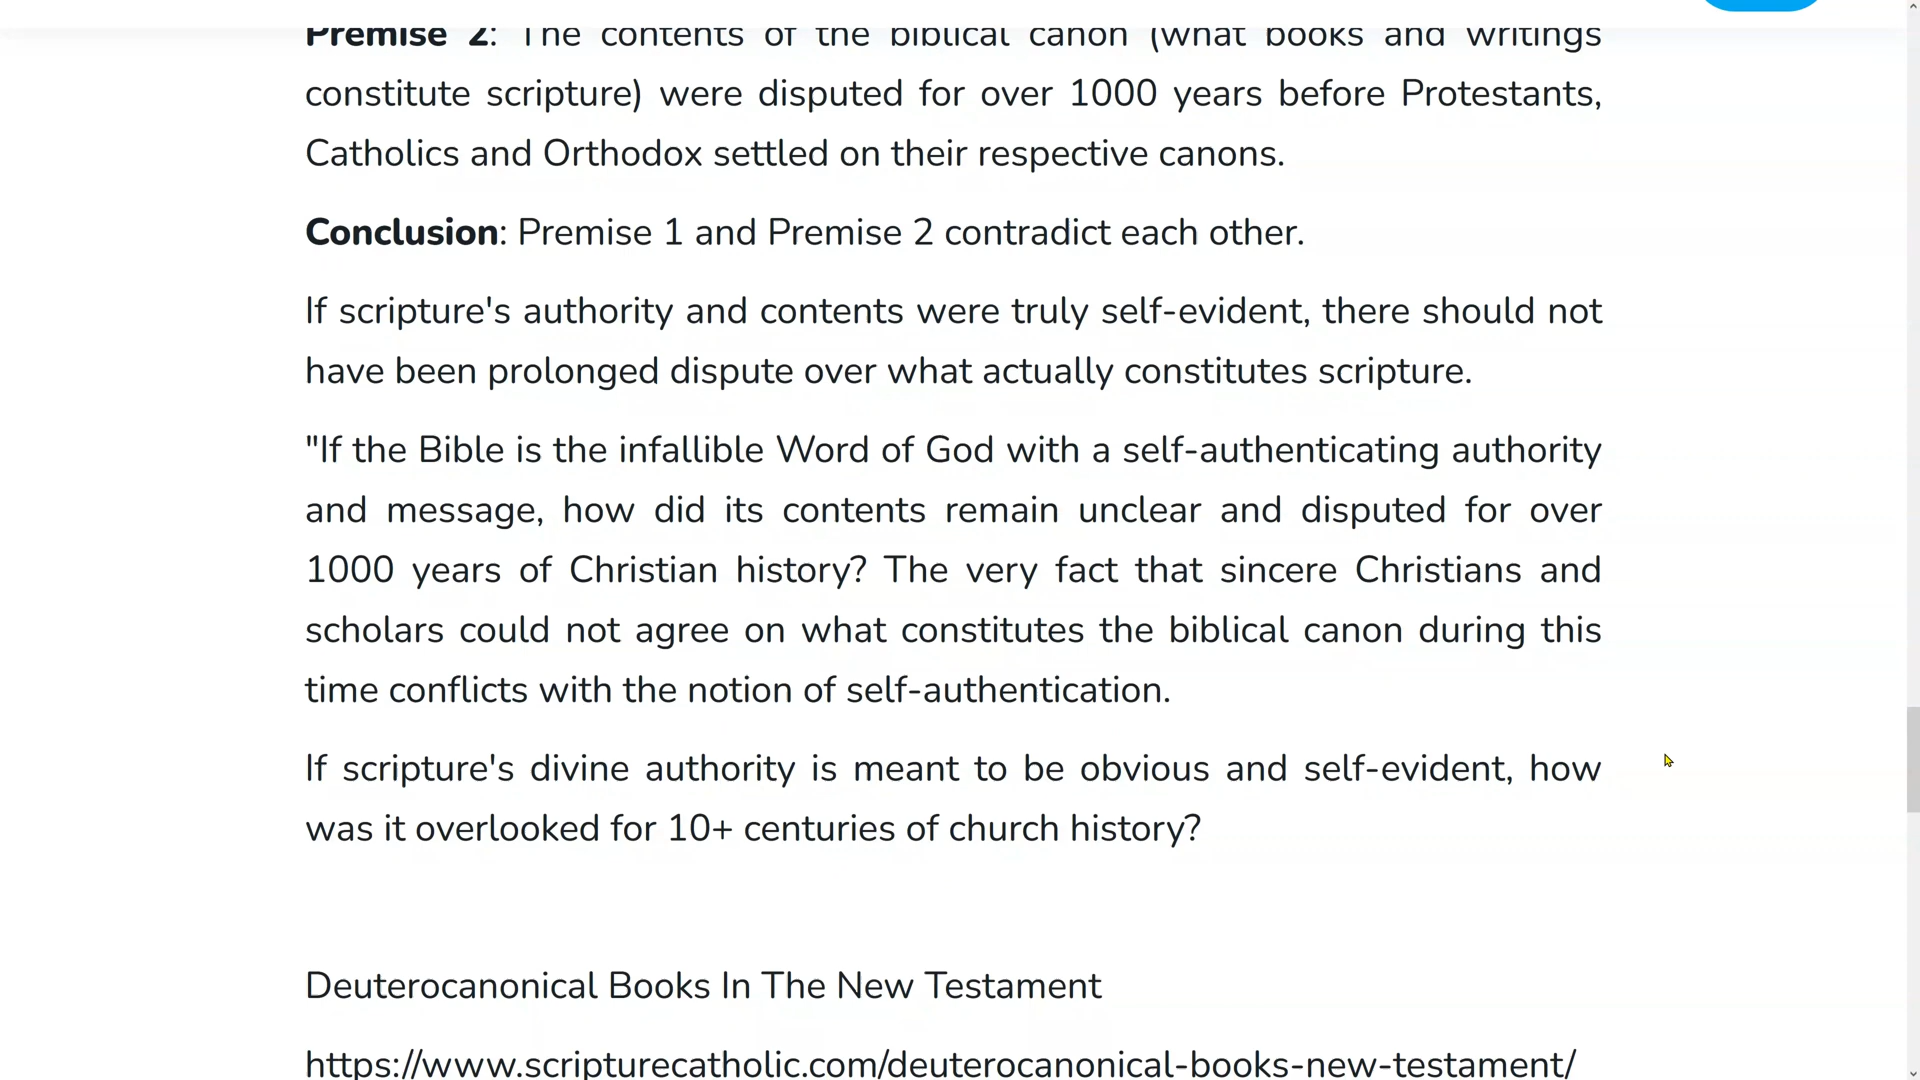 Premise 2: The contents of the biblical canon (what books and writings
constitute scripture) were disputed for over 1000 years before Protestants,
Catholics and Orthodox settled on their respective canons.
Conclusion: Premise 1 and Premise 2 contradict each other.
If scripture's authority and contents were truly self-evident, there should not
have been prolonged dispute over what actually constitutes scripture.
"If the Bible is the infallible Word of God with a self-authenticating authority
and message, how did its contents remain unclear and disputed for over
1000 years of Christian history? The very fact that sincere Christians and
scholars could not agree on what constitutes the biblical canon during this
time conflicts with the notion of self-authentication.
If scripture's divine authority is meant to be obvious and self-evident, how
was it overlooked for 10+ centuries of church history?
Deuterocanonical Books In The New Testament
https://www.scripturecatholic.com/deuterocanonical-books-new-testament/